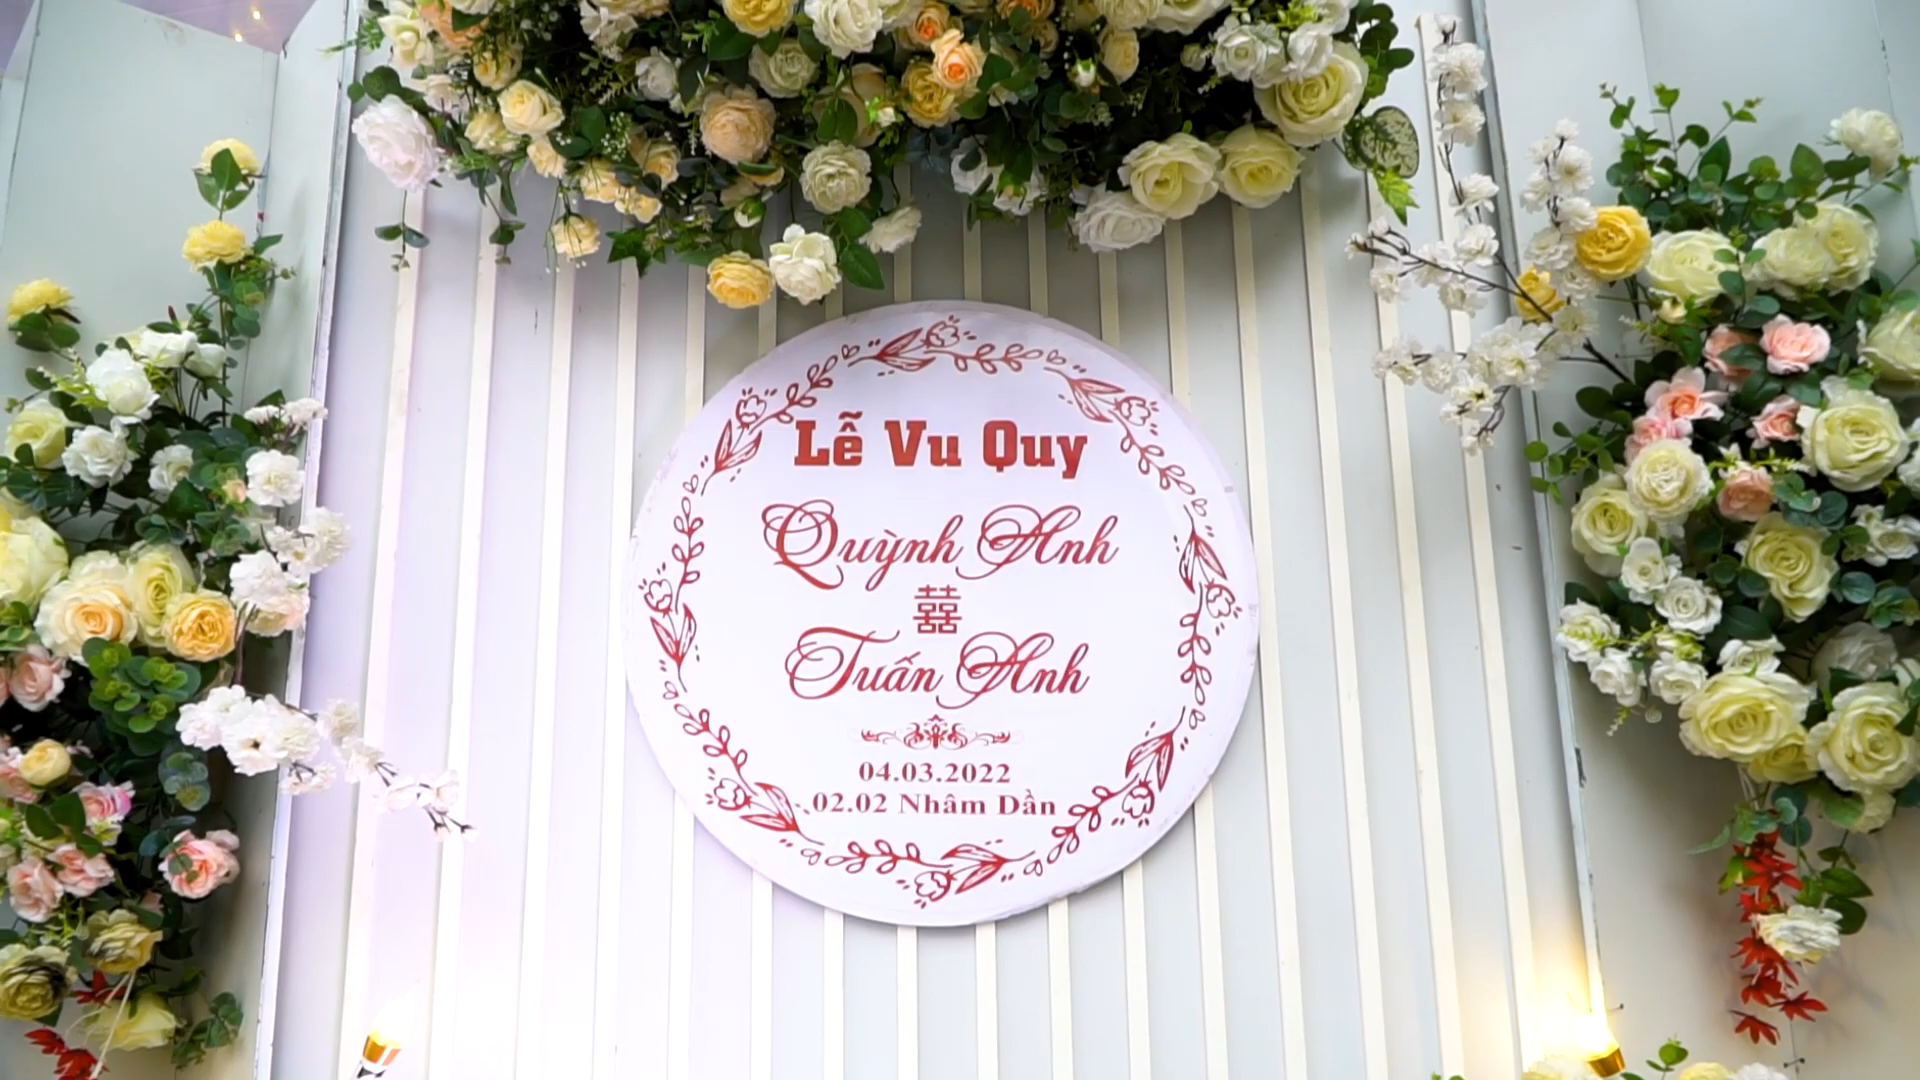 Lễ Vu Quy
Quỳnh Anh
囍
Tuấn Anh
04.03.2022
02.02 Nhâm Dần